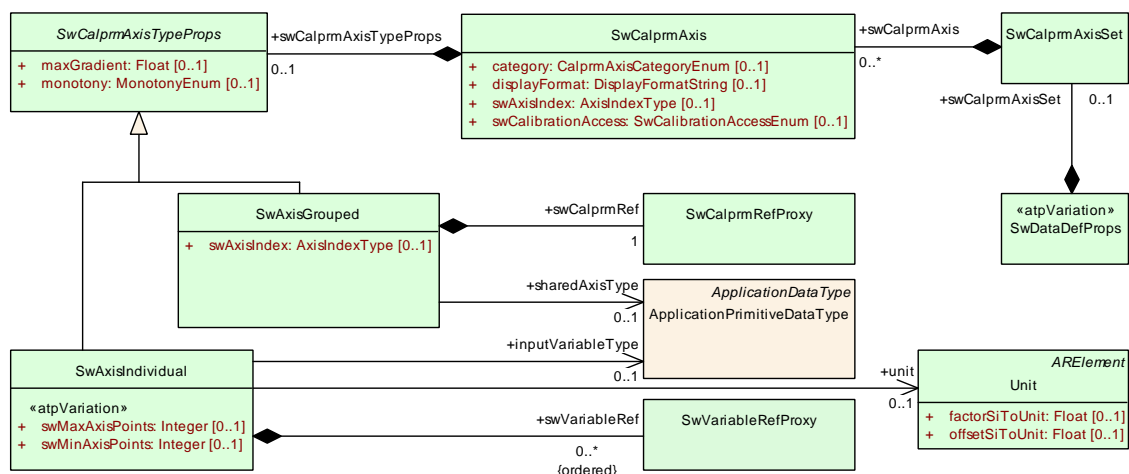 SwCalprmAxisTypeProps
+ maxGradient: Float [0..1]
+ monotony: MonotonyEnum [0..1]
+swCalprmAxisTypeProps
0..1
SwCalprmAxis
+ category: CalprmAxisCategoryEnum [0..1]
+ displayFormat: DisplayFormatString [0..1]
+ swAxisIndex: AxisIndexType [0..1]
+ swCalibrationAccess: SwCalibrationAccessEnum [0..1]
+swCalprmAxis
0..*
SwCalprmAxisSet
+swCalprmAxisSet
0..1
«atpVariation»
SwDataDefProps
SwAxisGrouped
+ swAxisIndex: AxisIndexType [0..1]
+swCalprmRef
1
SwCalprmRefProxy
+sharedAxisType
0..1
ApplicationDataType
ApplicationPrimitiveDataType
+inputVariableType
0..1
SwAxisIndividual
«atpVariation»
+ swMaxAxisPoints: Integer [0..1]
+ swMinAxisPoints: Integer [0..1]
+unit
0..1
ARElement
Unit
+ factorSiToUnit: Float [0..1]
+ offsetSiToUnit: Float [0..1]
+swVariableRef
0..*
{ordered}
SwVariableRefProxy